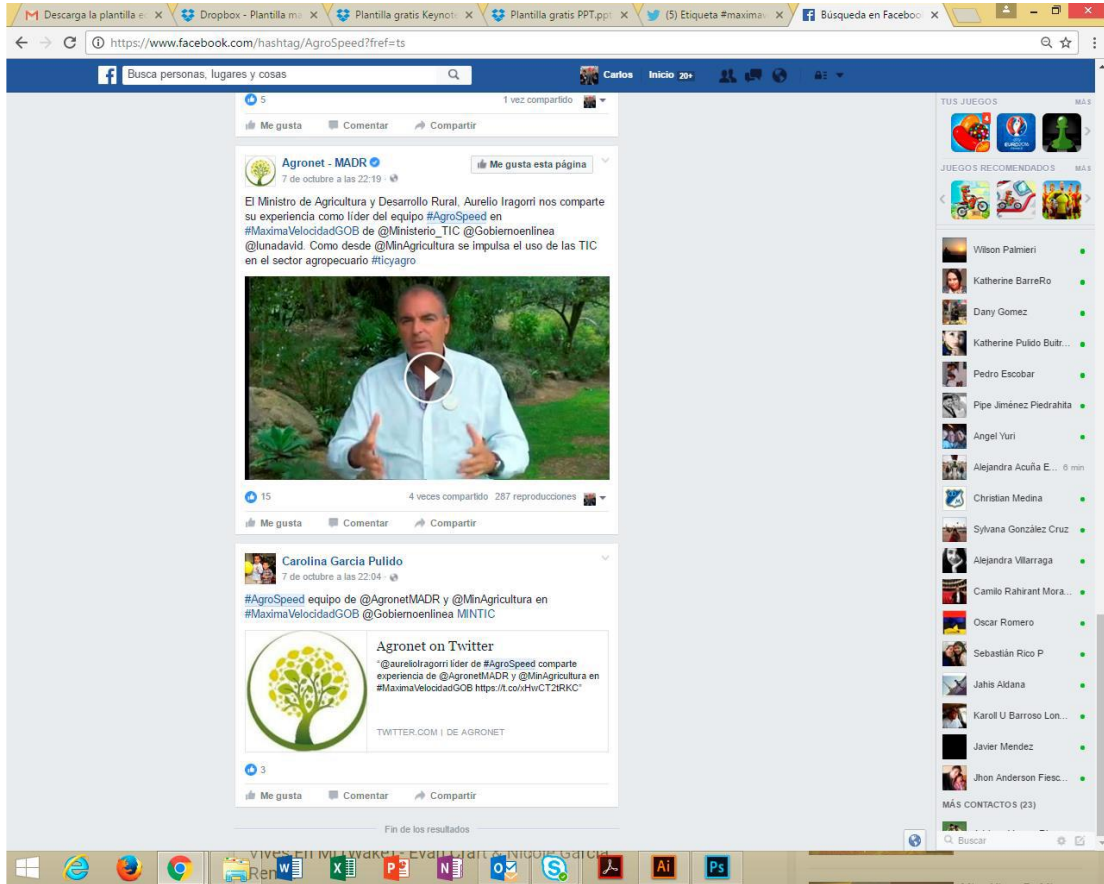 Descarga la plantilla ec
Dropbox - Plantilla ma
Plantilla gratis Keynote
Plantilla gratis PPT.ppt
(5) Etiqueta #maximav
Búsqueda en Faceboo
https://www.facebook.com/hashtag/AgroSpeed?fref=ts
Busca personas, lugares y cosas
Carlos Inicio 20+
5 1 vez compartido
Me gusta Comentar Compartir
Agronet - MADR
Me gusta esta página
7 de octubre a las 22:19 ·
El Ministro de Agricultura y Desarrollo Rural, Aurelio Iragorri nos comparte
su experiencia como líder del equipo #AgroSpeed en
#MaximaVelocidadGOB de @Ministerio_TIC @Gobiernoenlinea
@lunadavid. Como desde @MinAgricultura se impulsa el uso de las TIC
en el sector agropecuario #ticyagro
15 4 veces compartido 287 reproducciones
Me gusta Comentar Compartir
Carolina Garcia Pulido
7 de octubre a las 22:04 ·
#AgroSpeed equipo de @AgronetMADR y @MinAgricultura en
#MaximaVelocidadGOB @Gobiernoenlinea MINTIC
Agronet on Twitter
“@aurelioIragorri líder de #AgroSpeed comparte
experiencia de @AgronetMADR y @MinAgricultura en
#MaximaVelocidadGOB https://t.co/xHwCT2tRKC”
TWITTER.COM | DE AGRONET
3
Me gusta Comentar Compartir
Fin de los resultados
TUS JUEGOS MÁS
4
JUEGOS RECOMENDADOS MÁS
Wilson Palmieri
Katherine BarreRo
Dany Gomez
Katherine Pulido Buitr...
Pedro Escobar
Pipe Jiménez Piedrahita
Angel Yuri
Alejandra Acuña E... 6 min
Christian Medina
Sylvana González Cruz
Alejandra Villarraga
Camilo Rahirant Mora...
Oscar Romero
Sebastián Rico P
Jahis Aldana
Karoll U Barroso Lon...
Javier Mendez
Jhon Anderson Fiesc...
MÁS CONTACTOS (23)
Buscar
Ai
Ps